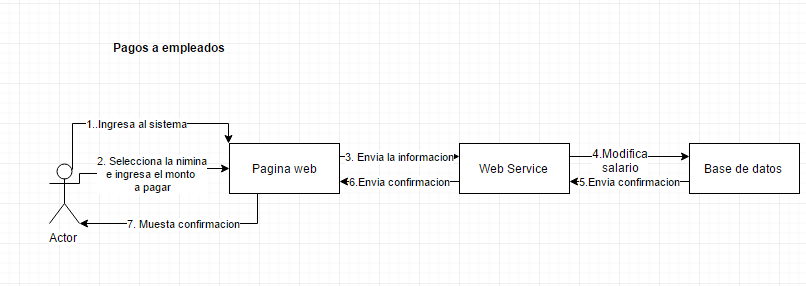 Pagos a empleados
1..Ingresa al sistema
2. Selecciona la nimina
e ingresa el monto
a pagar
Pagina web
3. Envia la informacion
6.Envia confirmacion
Web Service
4.Modifica
salario
5.Envia confirmacion
Base de datos
7. Muesta confirmacion
Actor